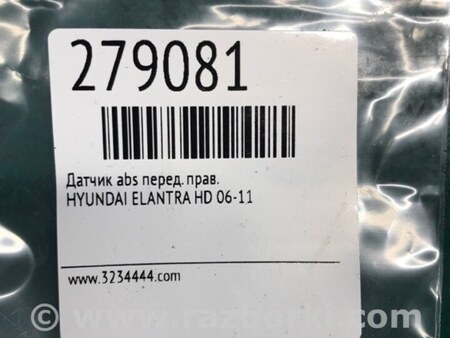 279081
Датчик abs перед. прав.
HYUNDAI ELANTRA HD 06-11
www.3234444.com
© www.razborki.com